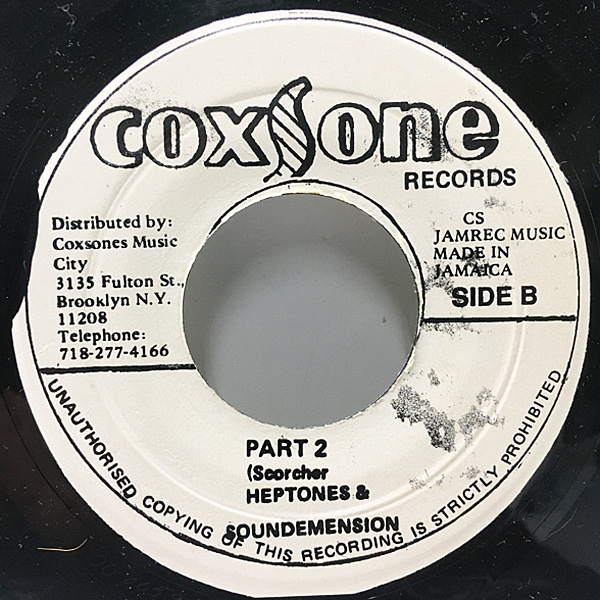 coxsone
RECORDS
Distributed by:
Coxsones Music
City
3135 Fulton St.,
Brooklyn N.Y.
11208
Telephone:
718-277-4166
CS
JAMREC MUSIC
MADE IN
JAMAICA
SIDE B
PART 2
(Scorcher
HEPTONES &
SOUNDEMENSION
UNAUTHORISED COPYING OF THIS RECORDING IS STRICTLY PROHIBITED